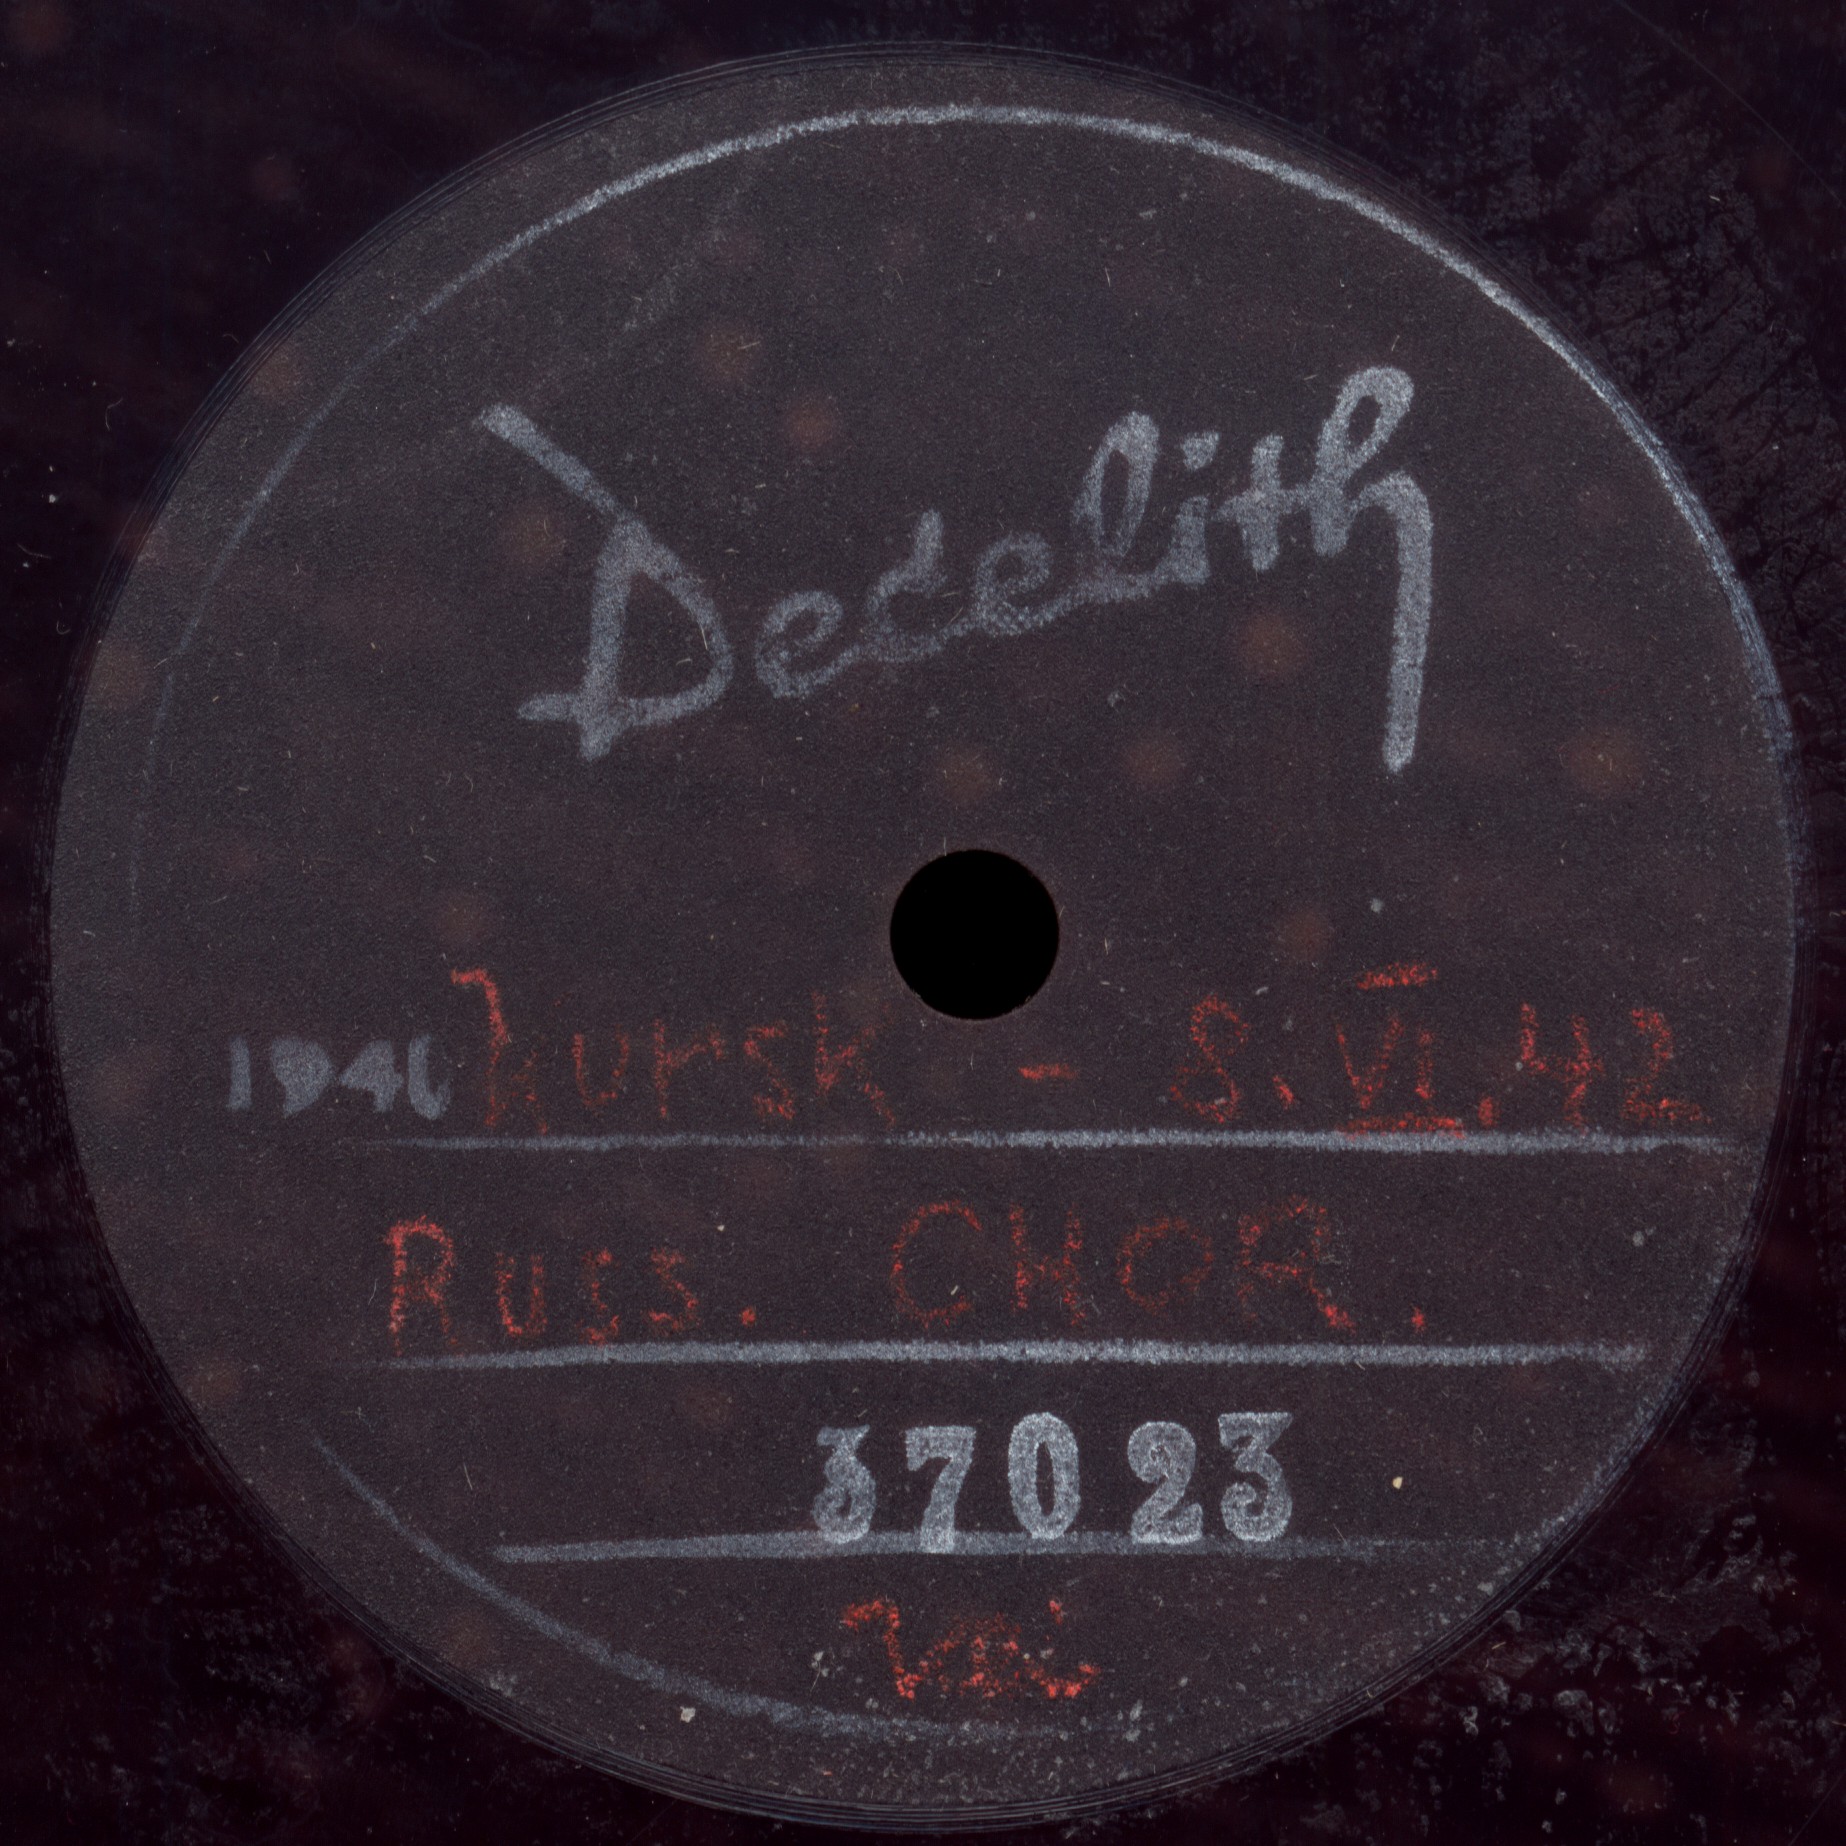 Decelith
1941 Kursk - 8. VI. 42
Russ. CHOR.
37023